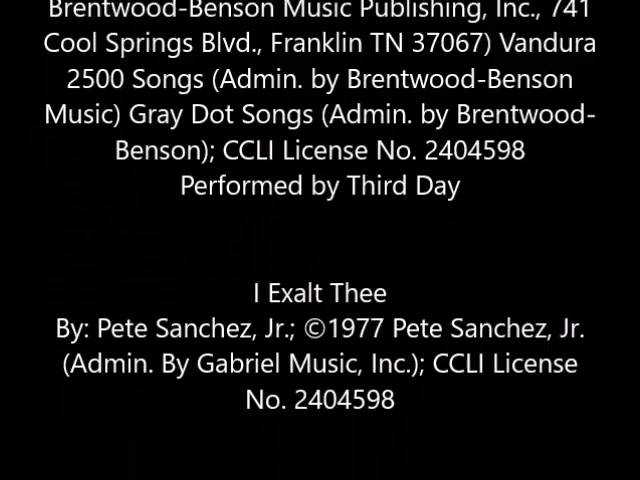 Brentwood-Benson Music Publishing, Inc., 741
Cool Springs Blvd., Franklin TN 37067) Vandura
2500 Songs (Admin. by Brentwood-Benson
Music) Gray Dot Songs (Admin. by Brentwood-
Benson); CCLI License No. 2404598
Performed by Third Day
I Exalt Thee
By: Pete Sanchez, Jr.; ©1977 Pete Sanchez, Jr.
(Admin. By Gabriel Music, Inc.); CCLI License
No. 2404598